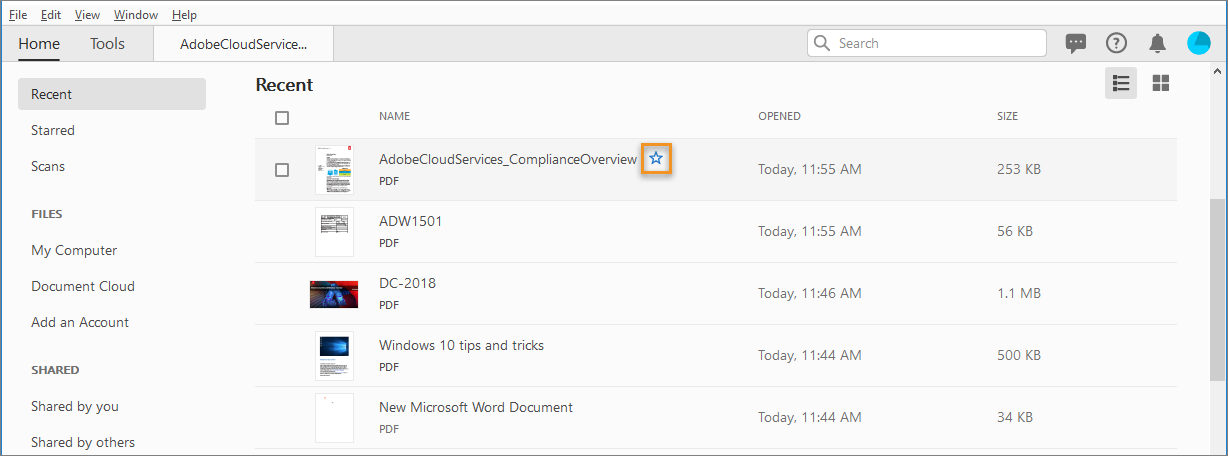 File Edit View Window Help
Home Tools AdobeCloudService... Search
Recent
Starred
Scans
FILES
My Computer
Document Cloud
Add an Account
SHARED
Shared by you
Shared by others
Recent
NAME OPENED SIZE
AdobeCloudServices_ComplianceOverview Today, 11:55 AM 253 KB
PDF
ADW1501 Today, 11:55 AM 56 KB
PDF
DC-2018 Today, 11:46 AM 1.1 MB
PDF
Windows 10 tips and tricks Today, 11:44 AM 500 KB
PDF
New Microsoft Word Document Today, 11:44 AM 34 KB
PDF